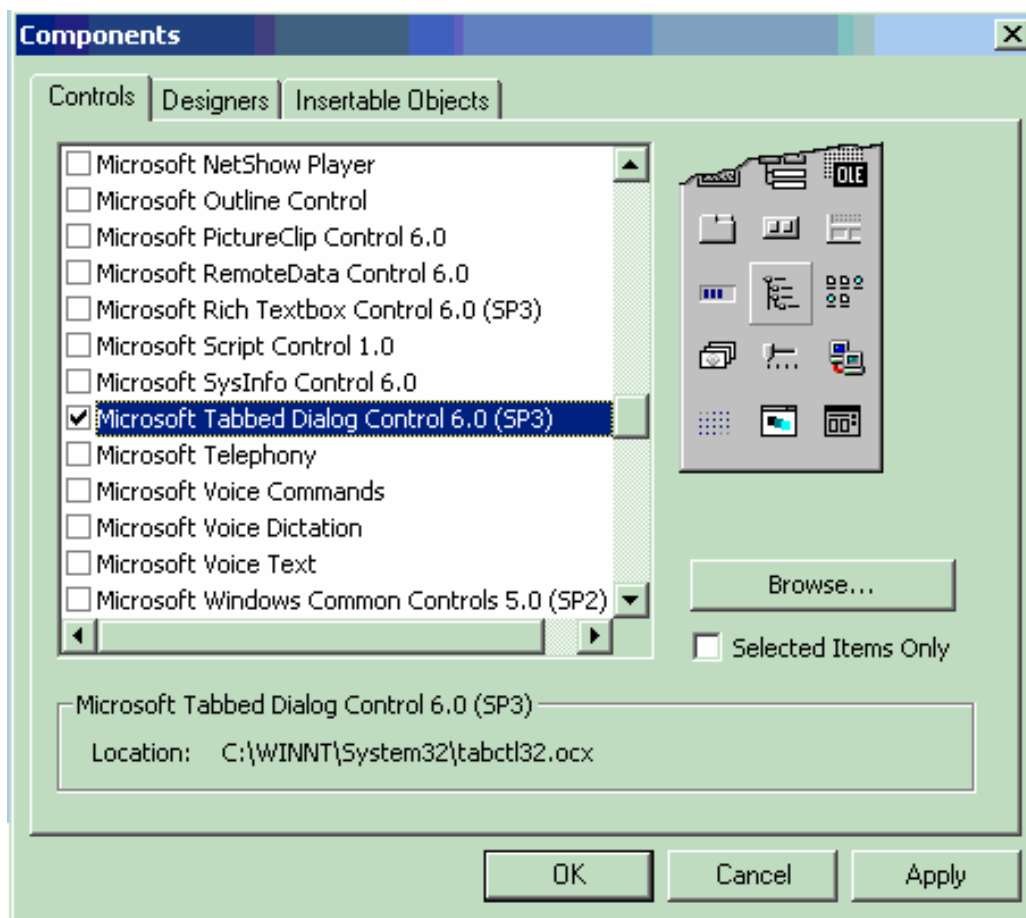 Components
Controls Designers Insertable Objects
Microsoft NetShow Player
Microsoft Outline Control
Microsoft PictureClip Control 6.0
Microsoft RemoteData Control 6.0
Microsoft Rich Textbox Control 6.0 (SP3)
Microsoft Script Control 1.0
Microsoft SysInfo Control 6.0
Microsoft Tabbed Dialog Control 6.0 (SP3)
Microsoft Telephony
Microsoft Voice Commands
Microsoft Voice Dictation
Microsoft Voice Text
Microsoft Windows Common Controls 5.0 (SP2)
OLE
Browse...
Selected Items Only
Microsoft Tabbed Dialog Control 6.0 (SP3)
Location: C:\WINNT\System32\tabctl32.ocx
OK Cancel Apply